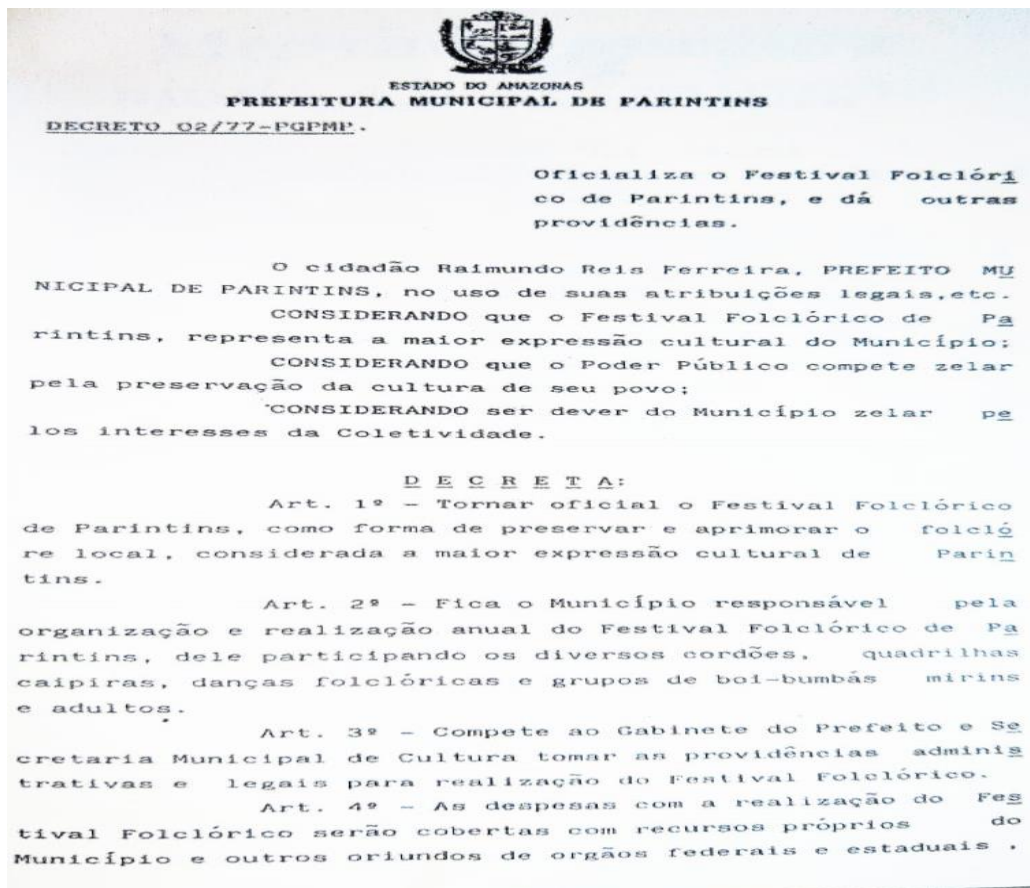 ESTADO DO AMAZONAS
PREFEITURA MUNICIPAL DE PARINTINS
DECRETO 02/77-PGPMP.
Oficializa o Festival Folclóri
co de Parintins, e dá outras
providências.
O cidadão Raimundo Reis Ferreira, PREFEITO MU
NICIPAL DE PARINTINS, no uso de suas atribuições legais,etc.
CONSIDERANDO que o Festival Folclórico de Pa
rintins, representa a maior expressão cultural do Município;
CONSIDERANDO que o Poder Público compete zelar
pela preservação da cultura de seu povo;
CONSIDERANDO ser dever do Município zelar pe
los interesses da Coletividade.
D E C R E T A:
Art. 1º - Tornar oficial o Festival Folclórico
de Parintins, como forma de preservar e aprimorar o folcló
re local, considerada a maior expressão cultural de Parin
tins.
Art. 2º - Fica o Município responsável pela
organização e realização anual do Festival Folclórico de Pa
rintins, dele participando os diversos cordões, quadrilhas
caipiras, danças folclóricas e grupos de boi-bumbás mirins
e adultos.
Art. 3º - Compete ao Gabinete do Prefeito e Se
cretaria Municipal de Cultura tomar as providências adminis
trativas e legais para realização do Festival Folclórico.
Art. 4º - As despesas com a realização do Fes
tival Folclórico serão cobertas com recursos próprios do
Município e outros oriundos de orgãos federais e estaduais .